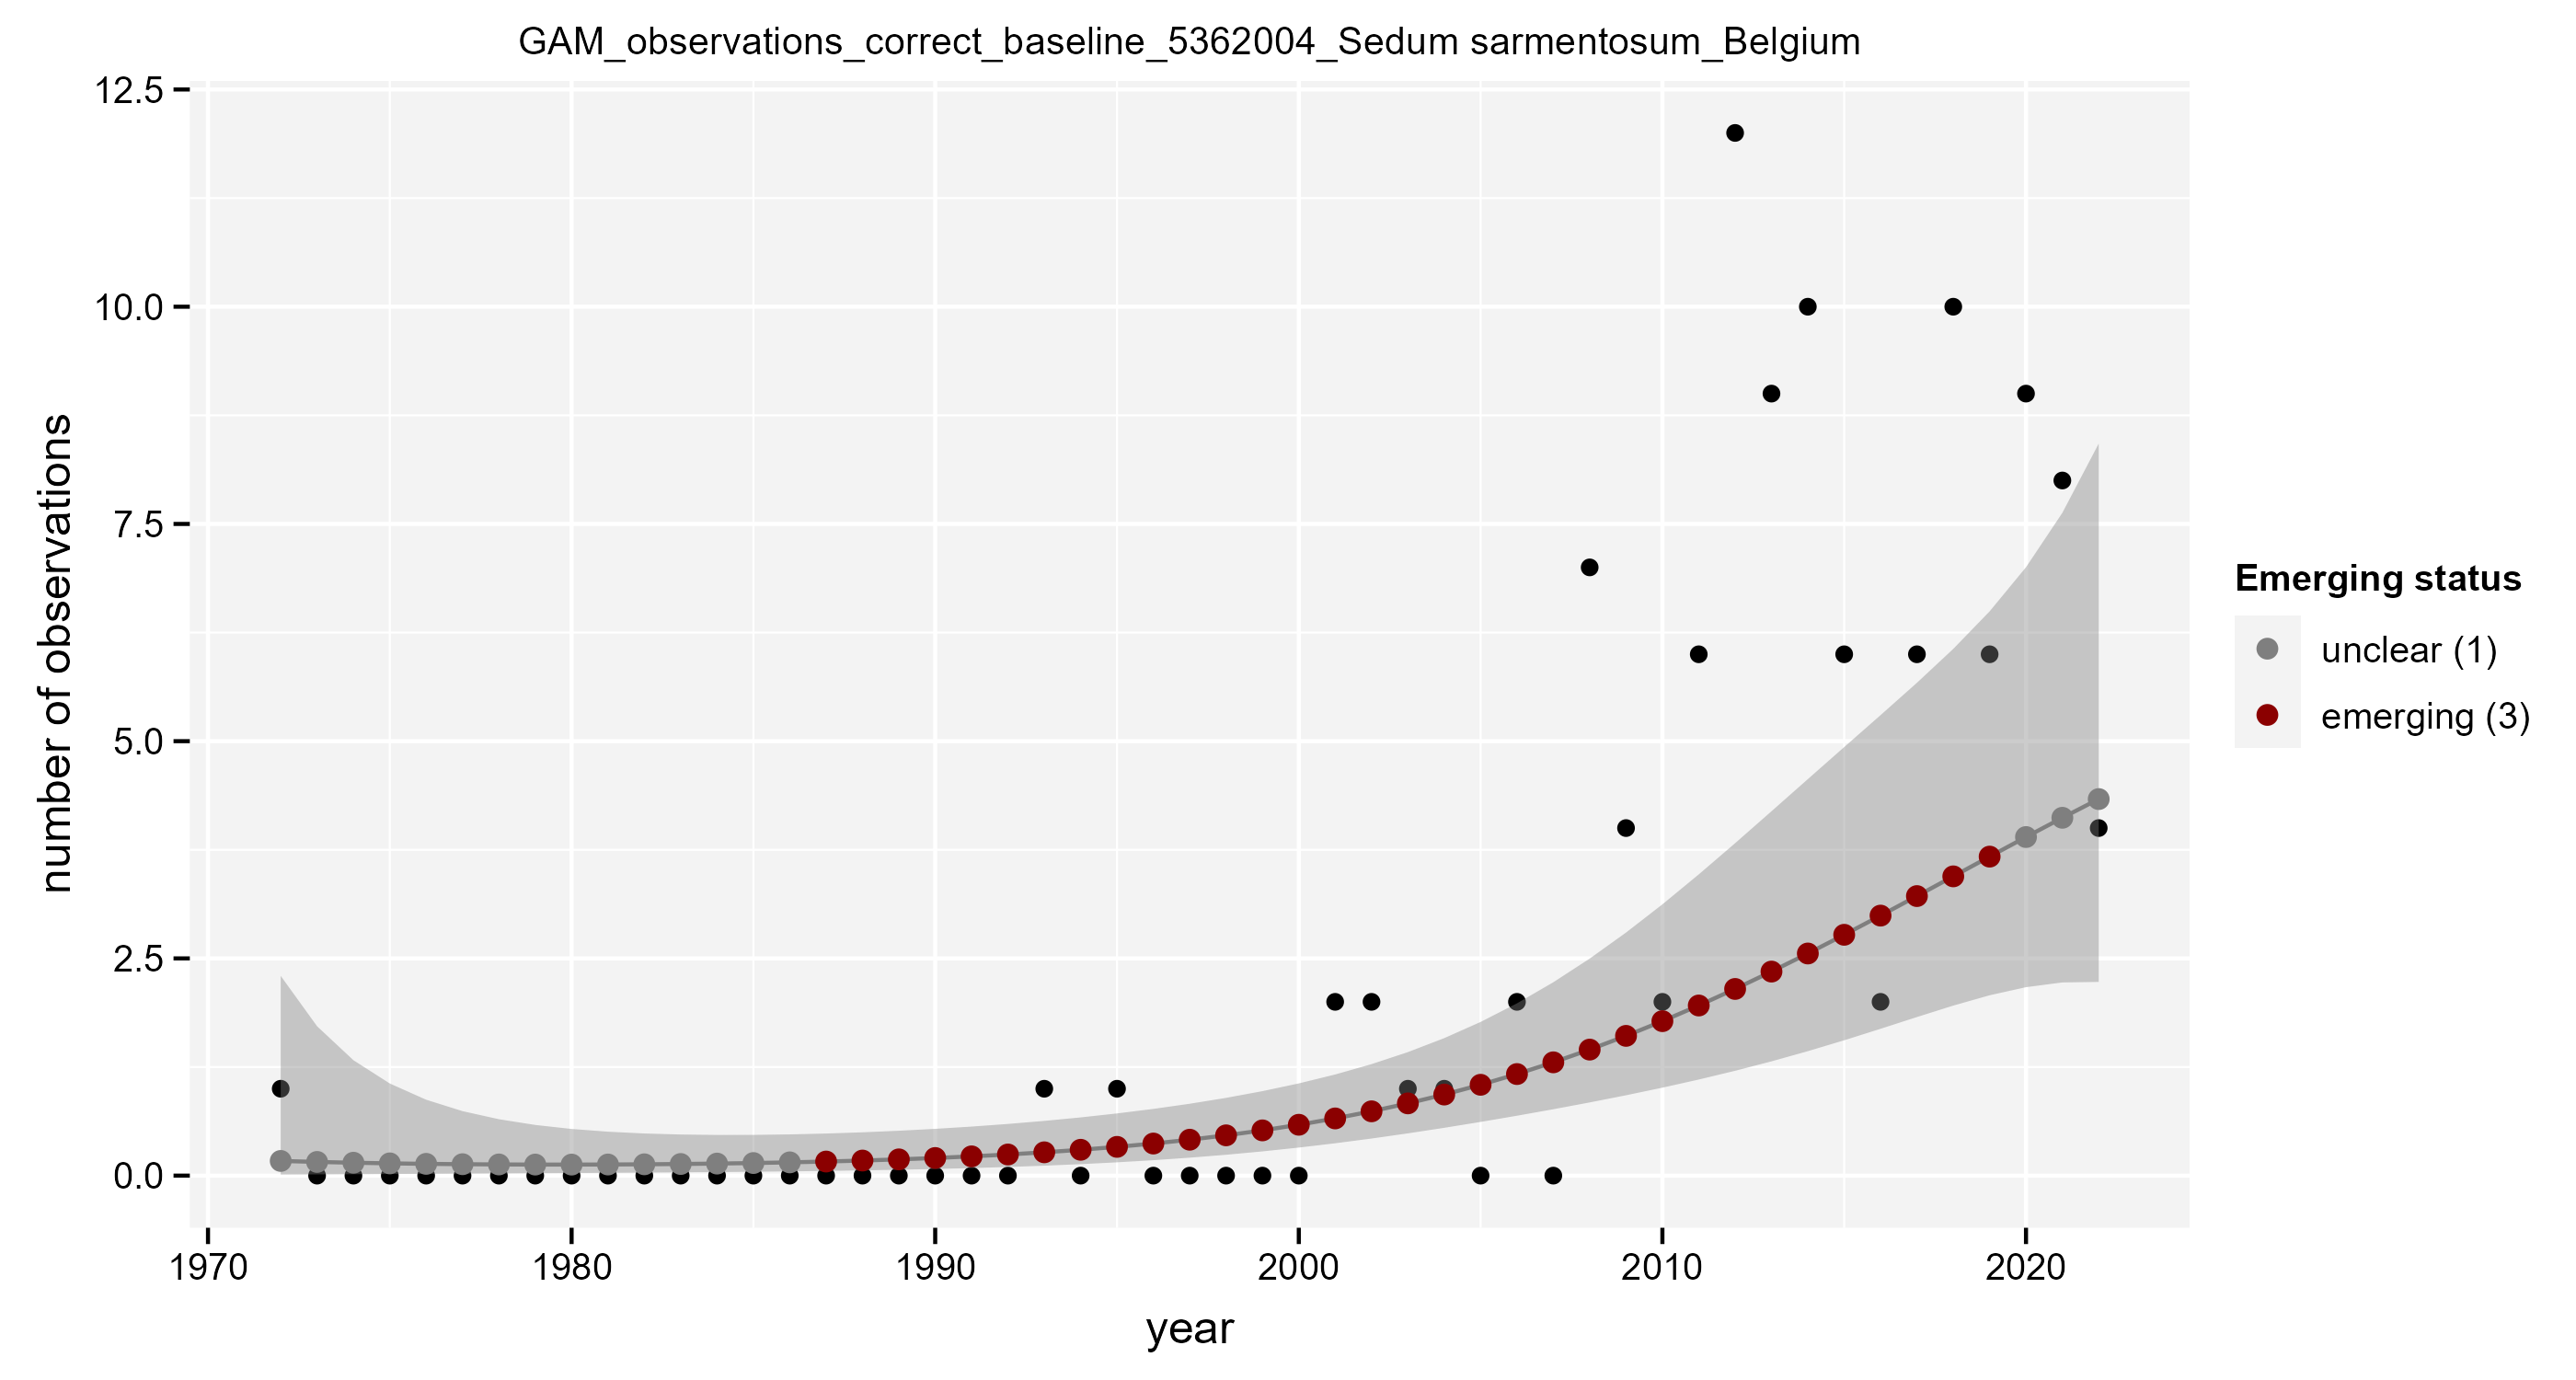 GAM_observations_correct_baseline_5362004_Sedum sarmentosum_Belgium
12.5
10.0
7.5
5.0
2.5
0.0
number of observations
1970
1980
1990
2000
2010
2020
year
Emerging status
unclear (1)
emerging (3)